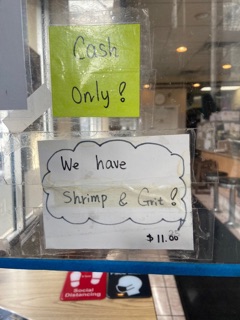 Cash
Only!
We have
Shrimp & Grit!
$11.00
Social
Distancing